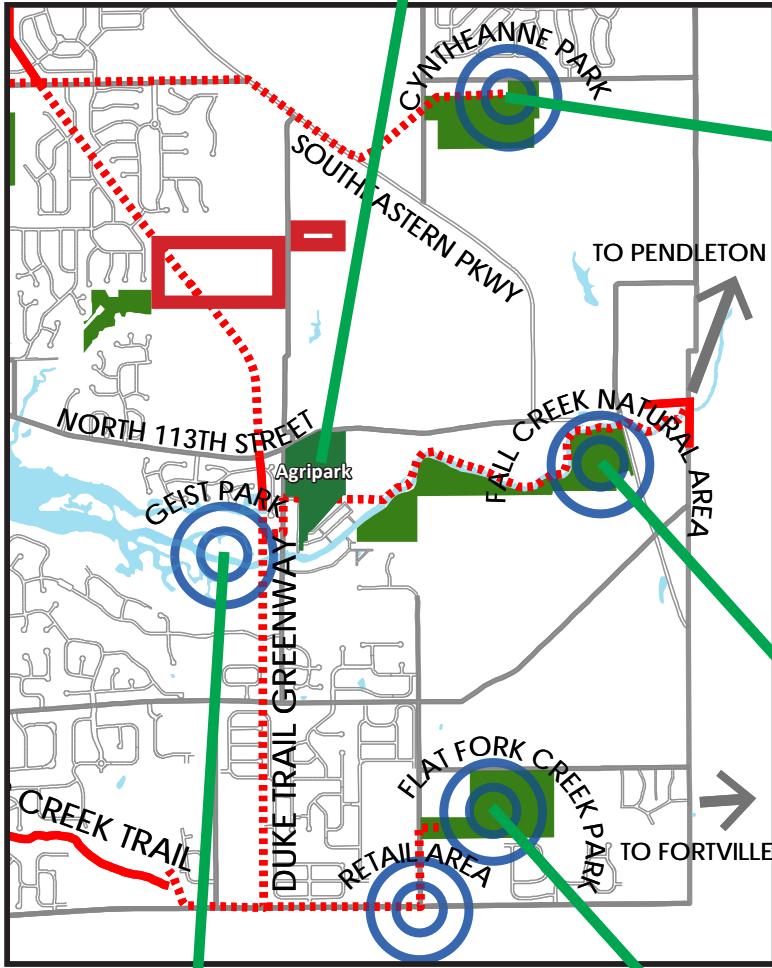 CYNTHEANNE PARK
SOUTHEASTERN PKWY
TO PENDLETON
NORTH 113TH STREET
FALL CREEK NATURAL AREA
Agripark
GEIST PARK
DUKE TRAIL GREENWAY
FLAT FORK CREEK PARK
CREEK TRAIL
RETAIL AREA
TO FORTVILLE